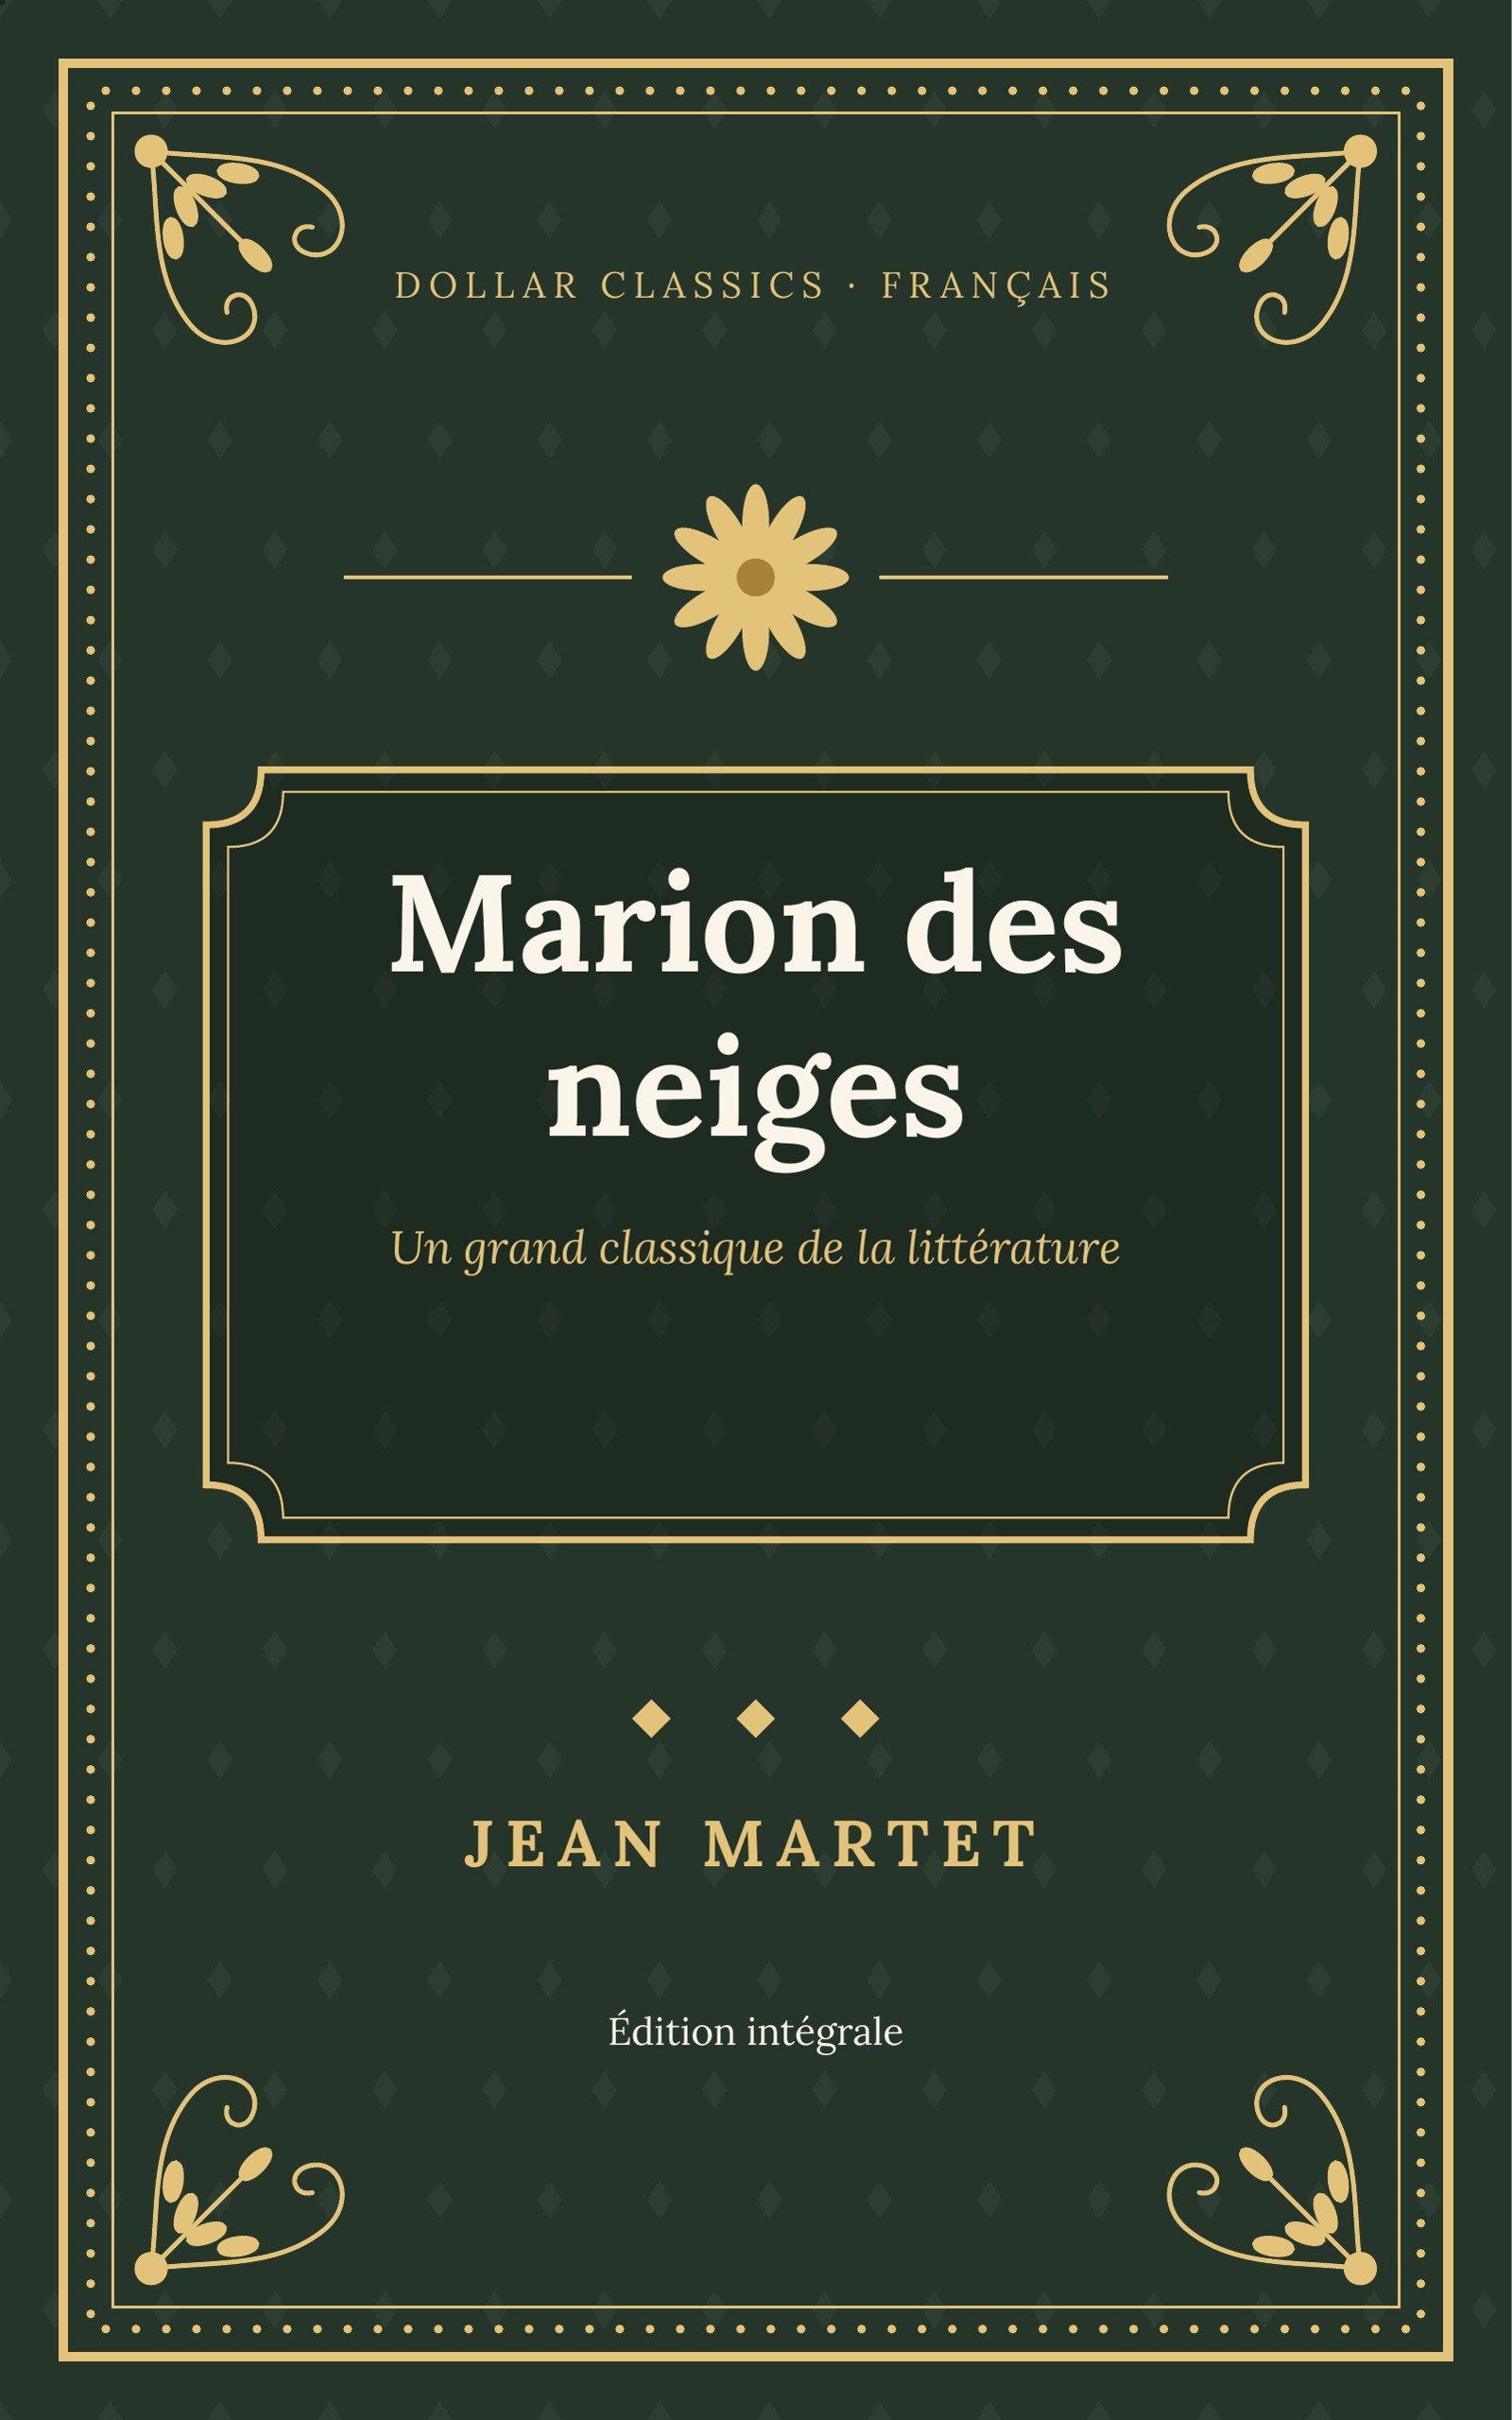 DOLLAR CLASSICS · FRANÇAIS
Marion des
neiges
Un grand classique de la littérature
JEAN MARTET
Édition intégrale